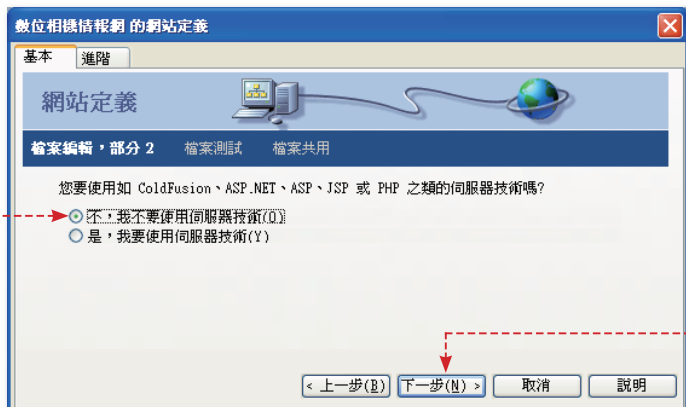 數位相機情報網 的網站定義
基本 進階
網站定義
檔案編輯，部分 2 檔案測試 檔案共用
您要使用如 ColdFusion、ASP.NET、ASP、JSP 或 PHP 之類的伺服器技術嗎?
不，我不要使用伺服器技術(O)
是，我要使用伺服器技術(Y)
< 上一步(B) 下一步(N) > 取消 說明